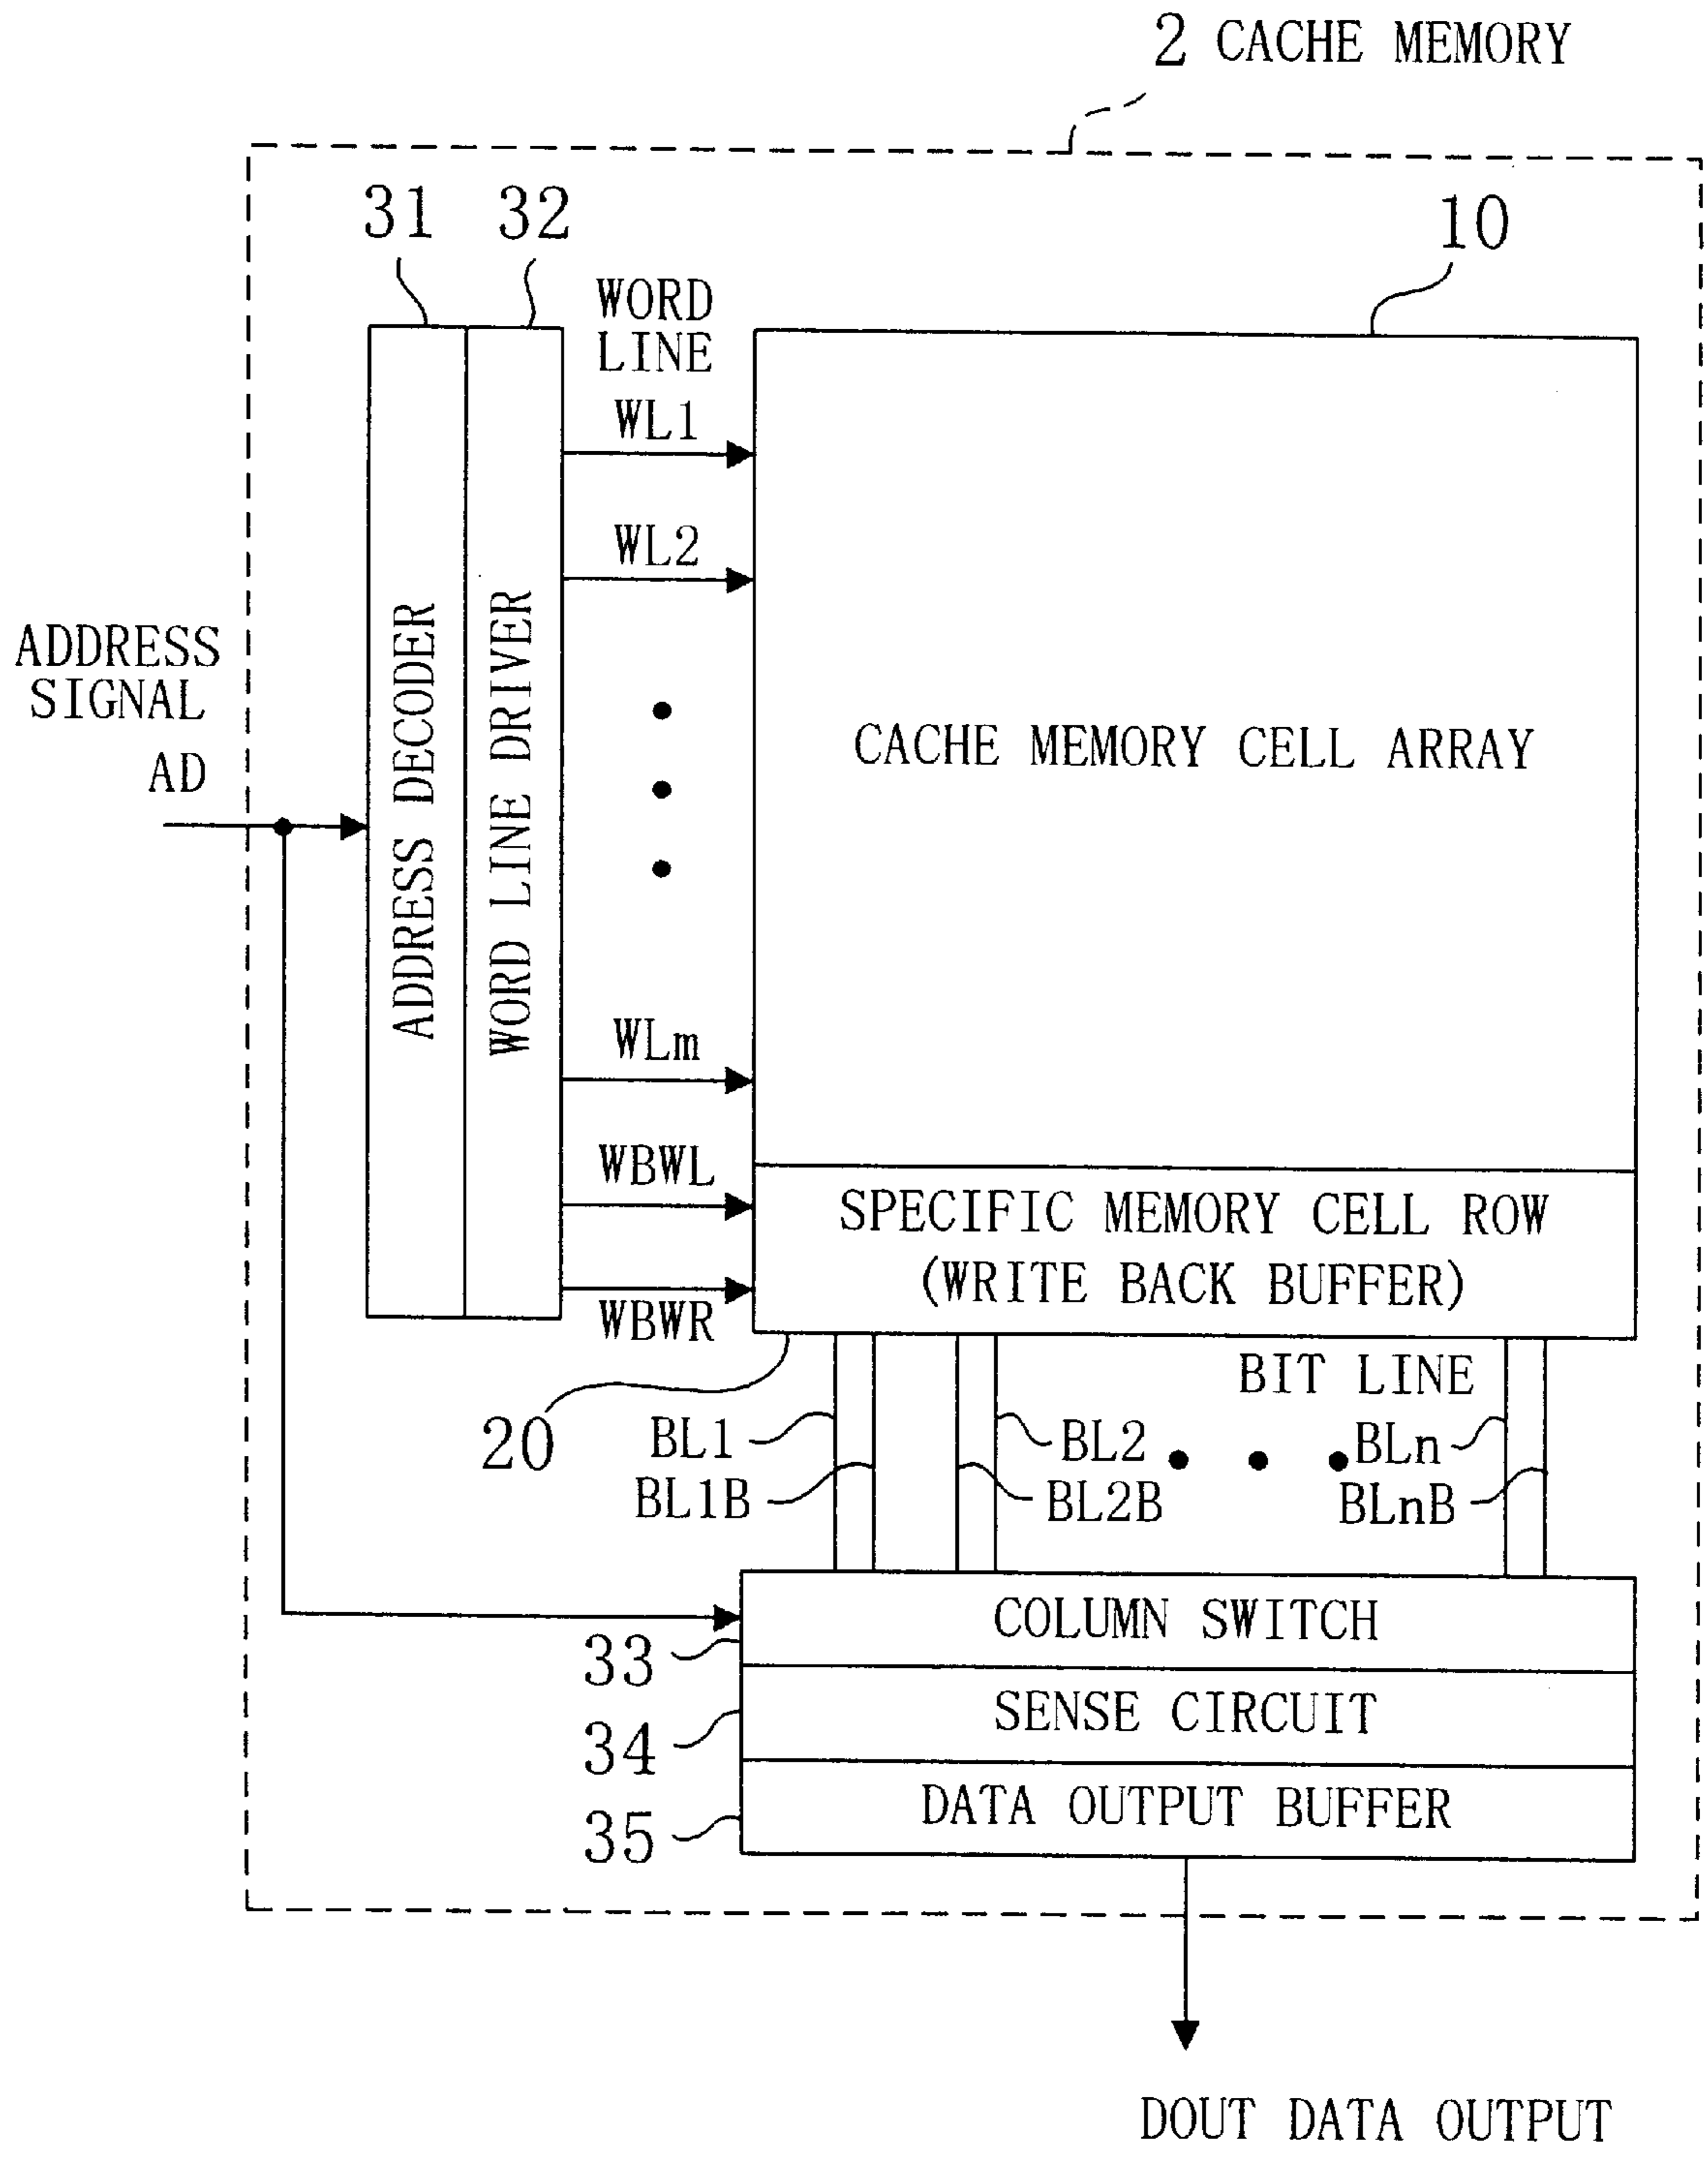 2 CACHE MEMORY
31
32
10
WORD
LINE
WL1
WL2
ADDRESS
SIGNAL
AD
ADDRESS DECODER
WORD LINE DRIVER
CACHE MEMORY CELL ARRAY
WLm
WBWL
WBWR
SPECIFIC MEMORY CELL ROW
(WRITE BACK BUFFER)
20
BIT LINE
BL1
BL1B
BL2
BL2B
BLn
BLnB
COLUMN SWITCH
33
SENSE CIRCUIT
34
DATA OUTPUT BUFFER
35
DOUT DATA OUTPUT